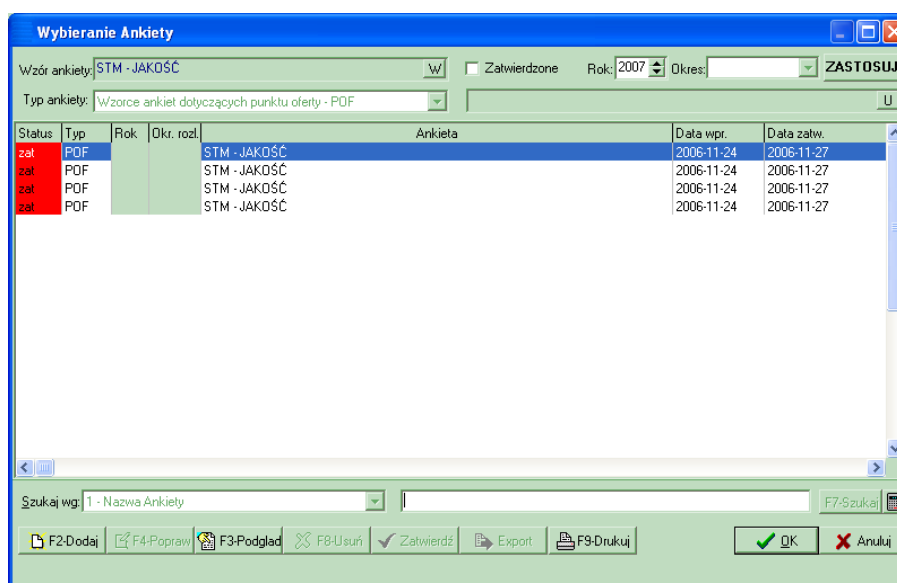 Wybieranie Ankiety
Wzór ankiety: STM - JAKOŚĆ W Zatwierdzone Rok: 2007 Okres: ZASTOSUJ
Typ ankiety: Wzorce ankiet dotyczących punktu oferty - POF U
Status Typ Rok Okr. rozl. Ankieta Data wpr. Data zatw.
zat POF STM - JAKOŚĆ 2006-11-24 2006-11-27
zat POF STM - JAKOŚĆ 2006-11-24 2006-11-27
zat POF STM - JAKOŚĆ 2006-11-24 2006-11-27
zat POF STM - JAKOŚĆ 2006-11-24 2006-11-27
Szukaj wg: 1 - Nazwa Ankiety F7-Szukaj
F2-Dodaj F4-Popraw F3-Podglad F8-Usuń Zatwierdź Export F9-Drukuj OK Anuluj